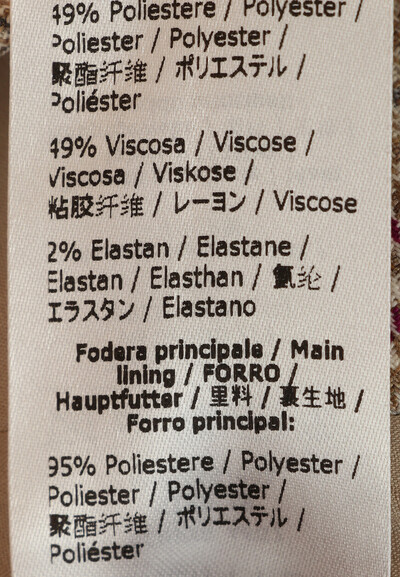 49% Poliestere / Polyester /
Poliester / Polyester /
聚酯纤维 / ポリエステル /
Poliéster
49% Viscosa / Viscose /
Viscosa / Viskose /
粘胶纤维 / レーヨン / Viscose
2% Elastan / Elastane /
Elastan / Elasthan / 氨纶 /
エラスタン / Elastano
Fodera principale / Main
lining / FORRO /
Hauptfutter / 里料 / 裏生地 /
Forro principal:
95% Poliestere / Polyester /
Poliester / Polyester /
聚酯纤维 / ポリエステル /
Poliéster